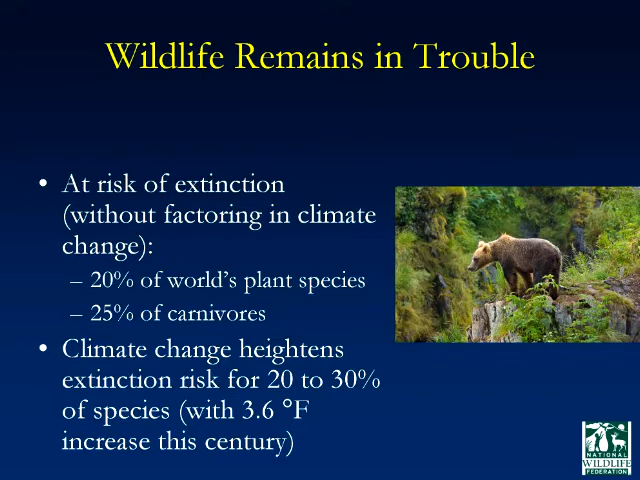 Wildlife Remains in Trouble
• At risk of extinction
(without factoring in climate
change):
– 20% of world's plant species
– 25% of carnivores
• Climate change heightens
extinction risk for 20 to 30%
of species (with 3.6 °F
increase this century)
NATIONAL
WILDLIFE
FEDERATION